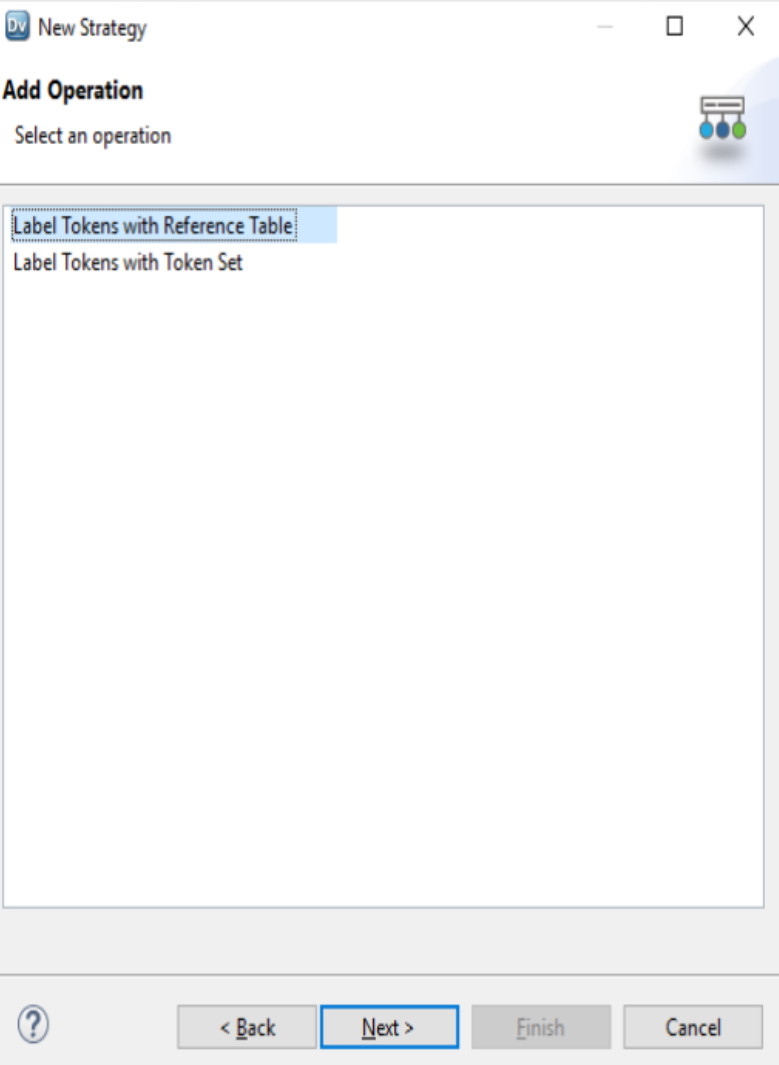 Dv New Strategy
Add Operation
Select an operation
Label Tokens with Reference Table
Label Tokens with Token Set
? < Back Next > Finish Cancel